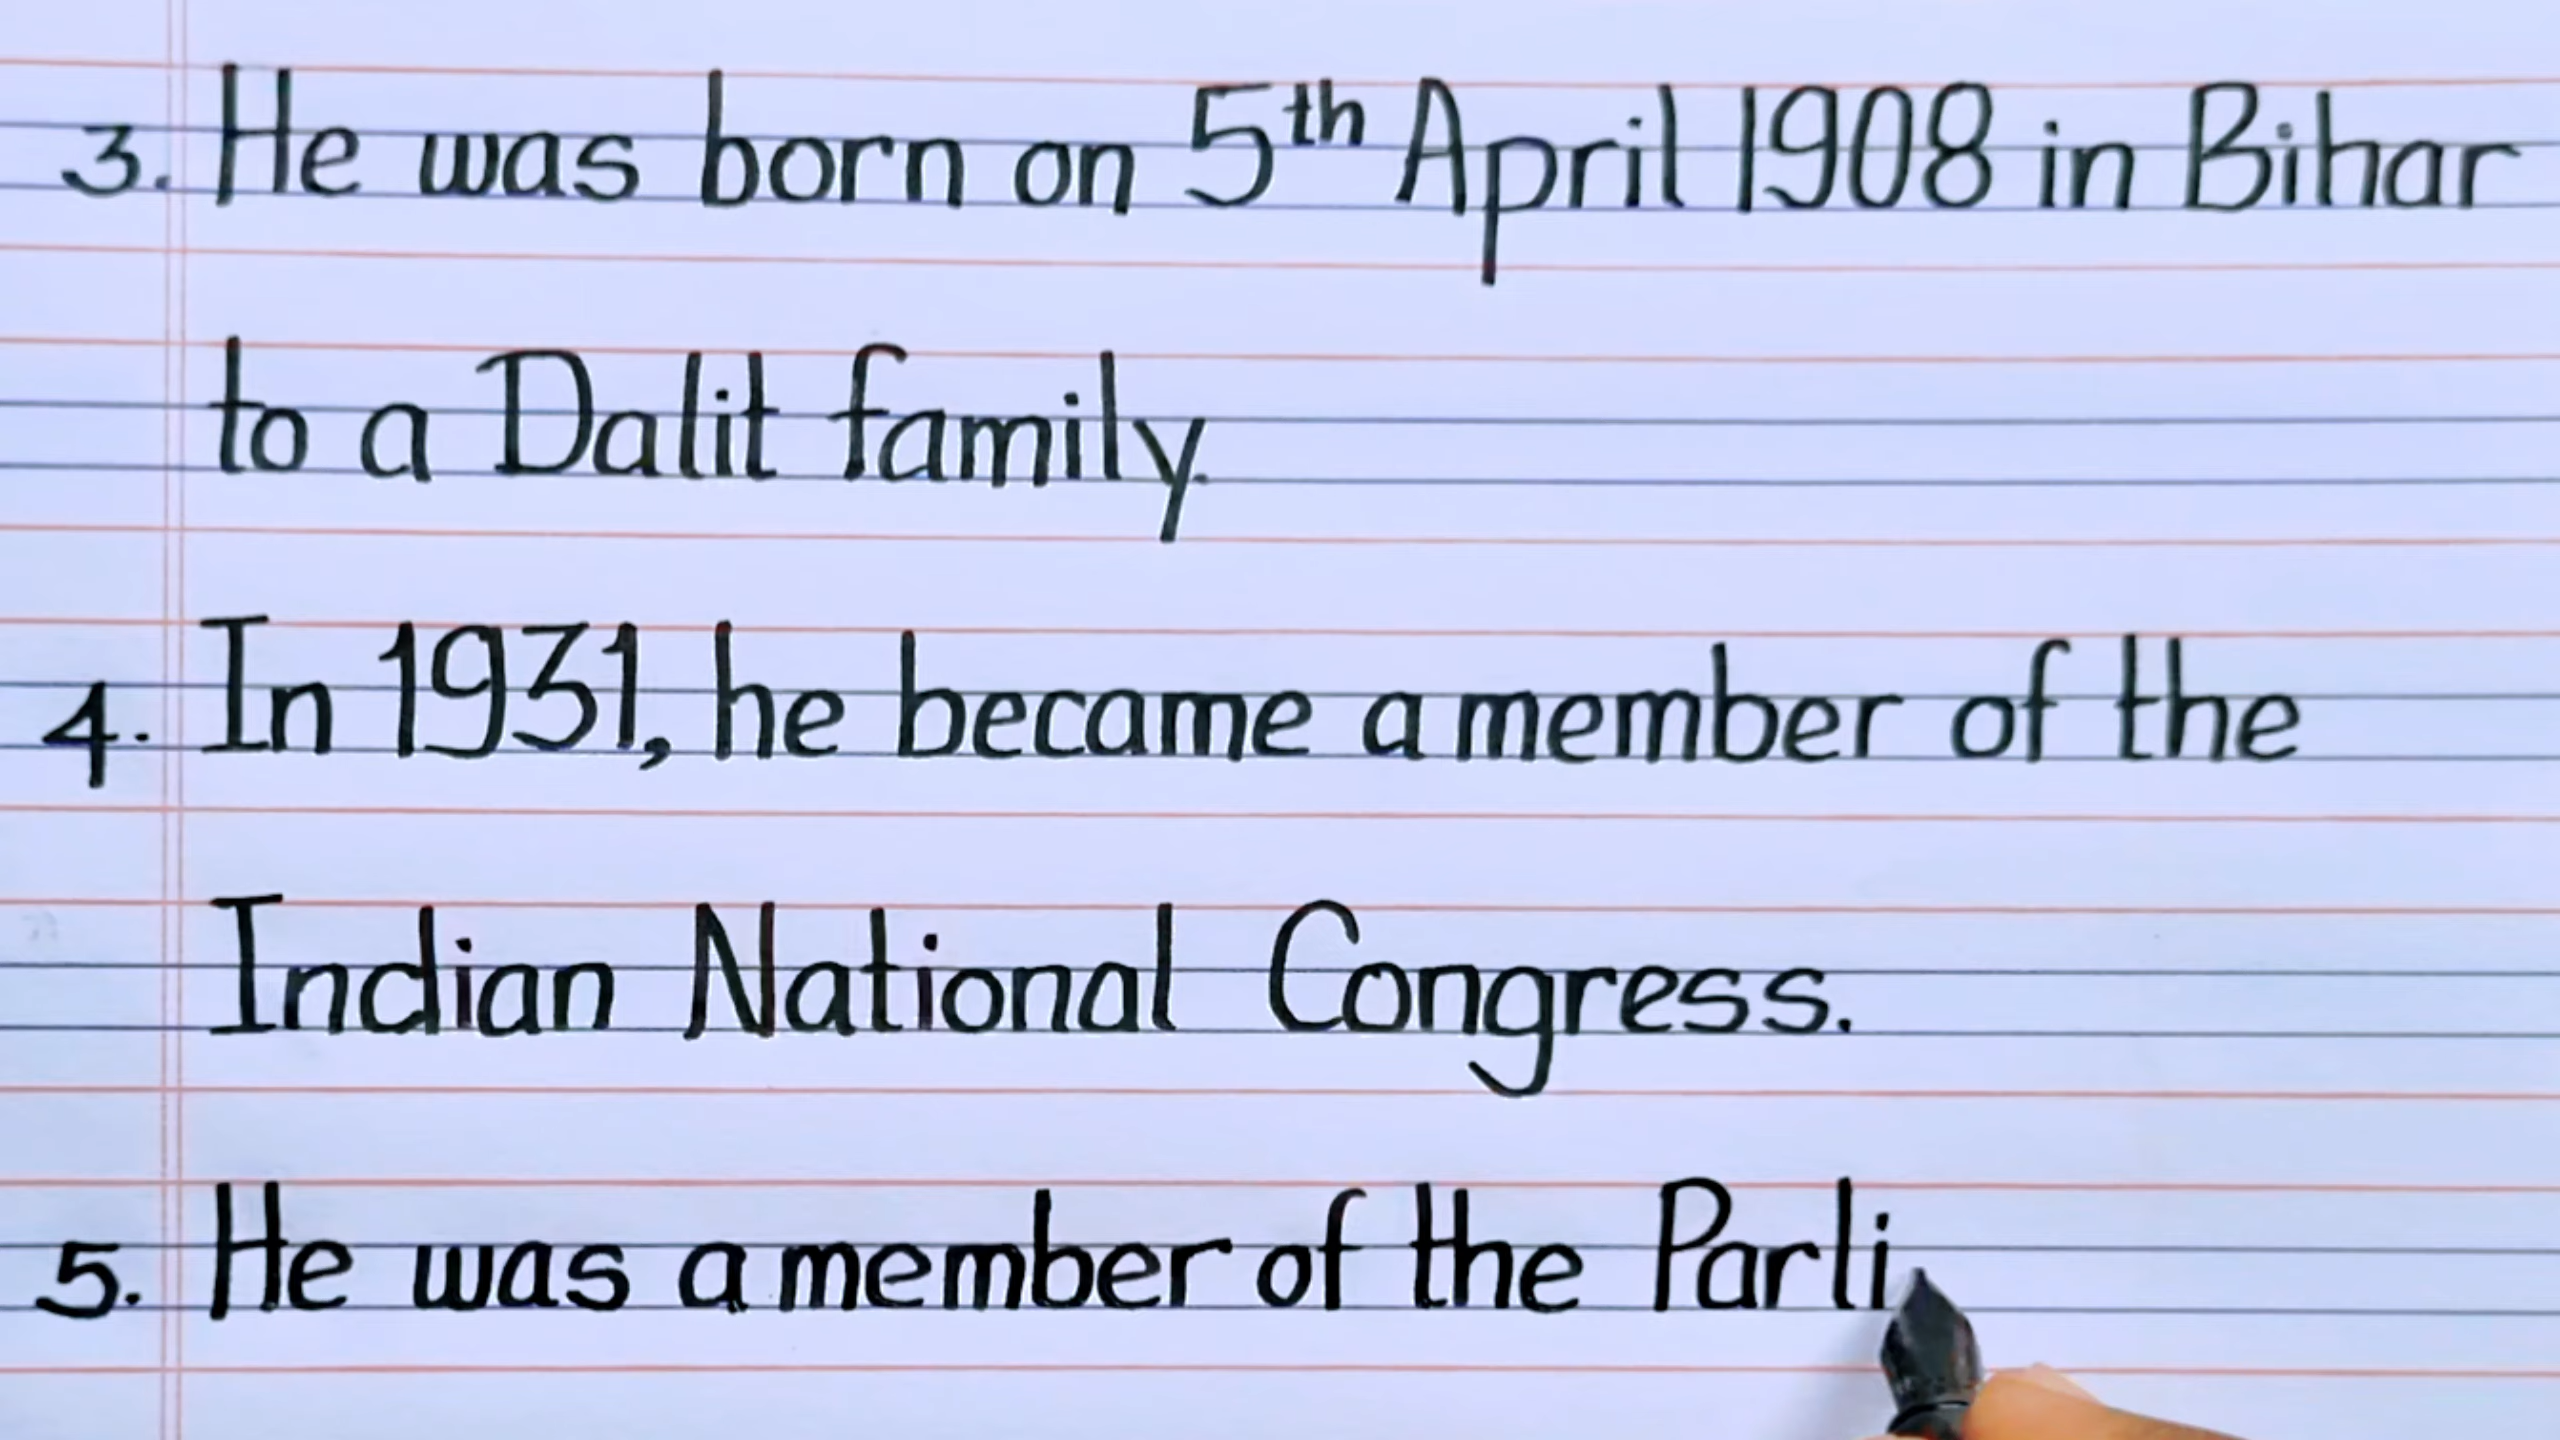 3. He was born on 5th April 1908 in Bihar
to a Dalit family.
4. In 1931, he became a member of the
Indian National Congress.
5. He was a member of the Parli